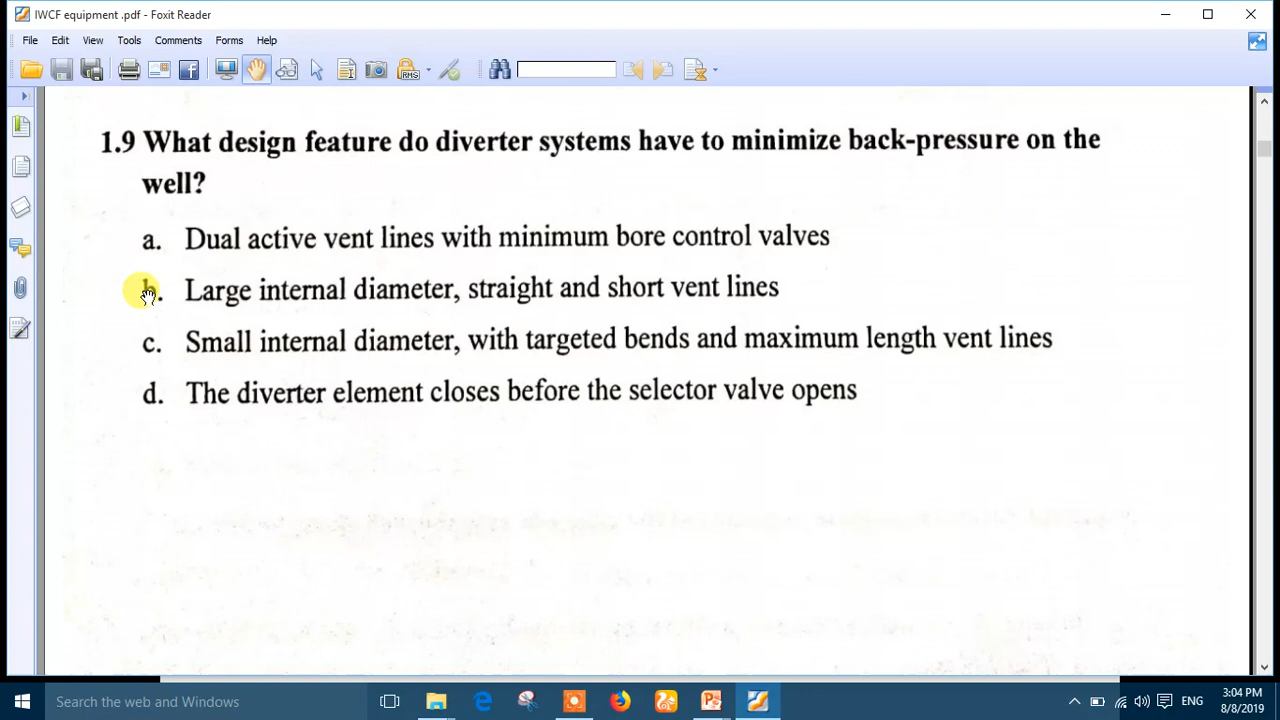 IWCF equipment .pdf - Foxit Reader
File Edit View Tools Comments Forms Help
RMS
1.9 What design feature do diverter systems have to minimize back-pressure on the
well?
a. Dual active vent lines with minimum bore control valves
b. Large internal diameter, straight and short vent lines
c. Small internal diameter, with targeted bends and maximum length vent lines
d. The diverter element closes before the selector valve opens
Search the web and Windows
ENG
3:04 PM
8/8/2019